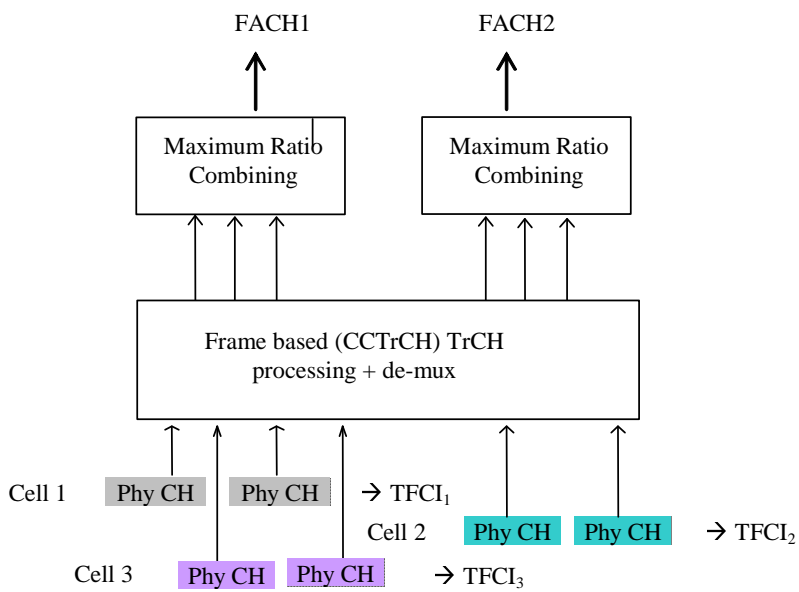 FACH1 FACH2
Maximum Ratio
Combining
Maximum Ratio
Combining
Frame based (CCTrCH) TrCH
processing + de-mux
Cell 1 Phy CH Phy CH → TFCI₁
Cell 2 Phy CH Phy CH → TFCI₂
Cell 3 Phy CH Phy CH → TFCI₃